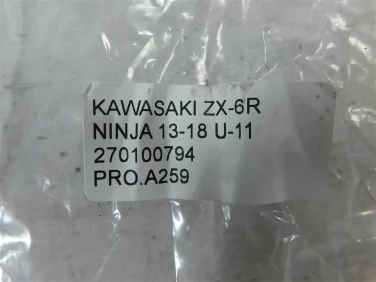 KAWASAKI ZX-6R
NINJA 13-18 U-11
270100794
PRO.A259